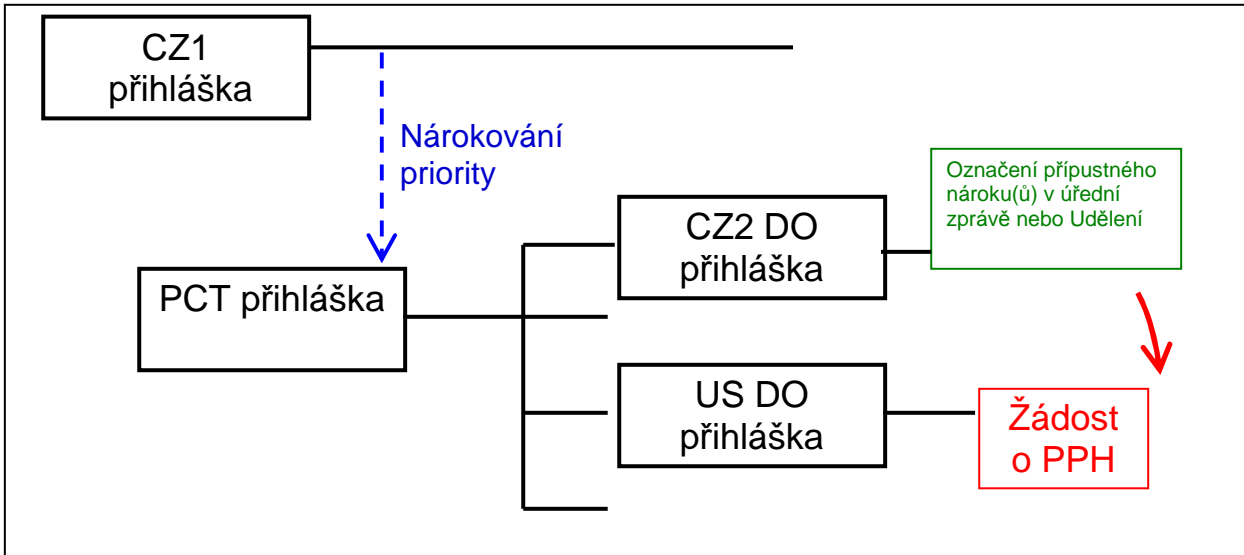 CZ1
přihláška
Nárokování
priority
Označení přípustného
nároku(ů) v úřední
zprávě nebo Udělení
CZ2 DO
přihláška
PCT přihláška
US DO
přihláška
Žádost
o PPH